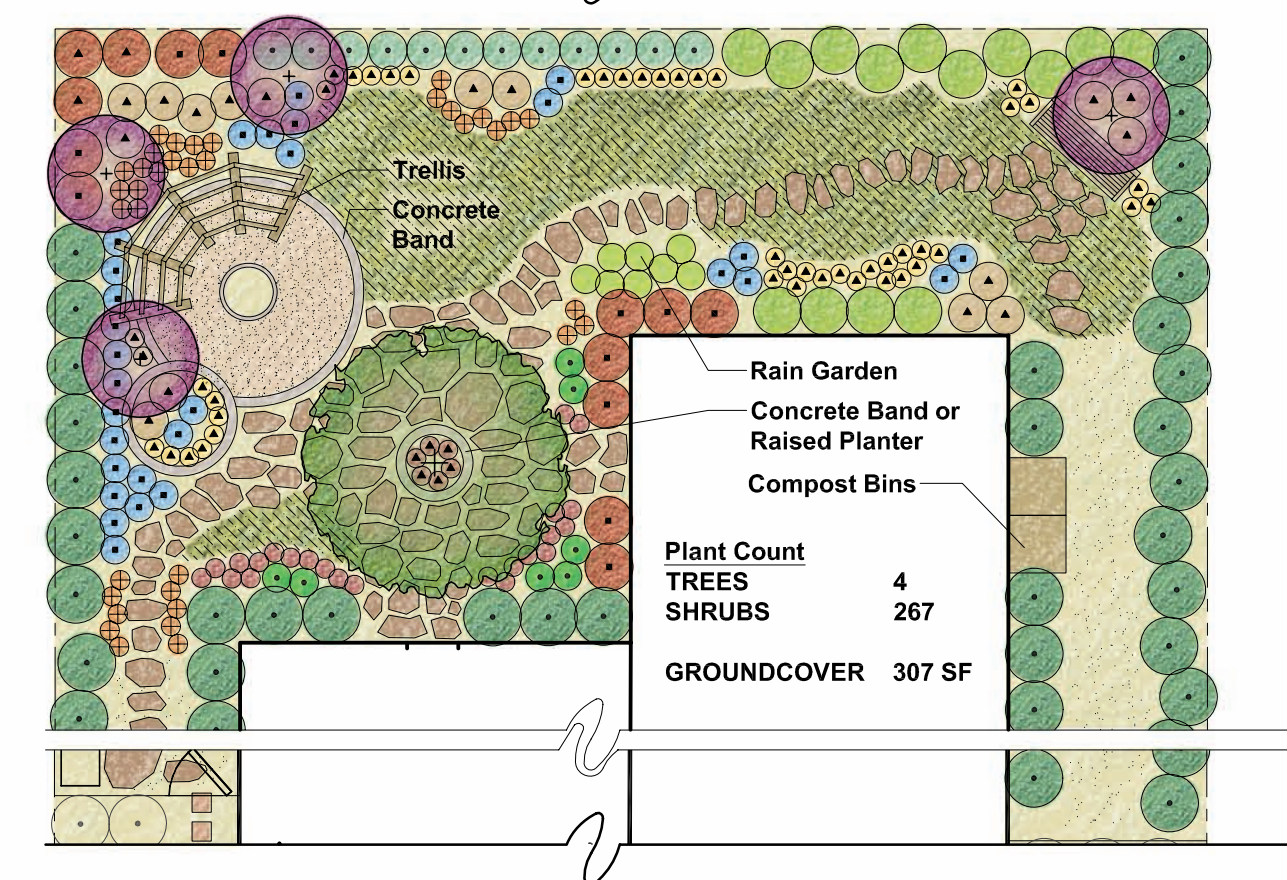 Trellis
Concrete
Band
Rain Garden
Concrete Band or
Raised Planter
Compost Bins
Plant Count
TREES 4
SHRUBS 267
GROUNDCOVER 307 SF